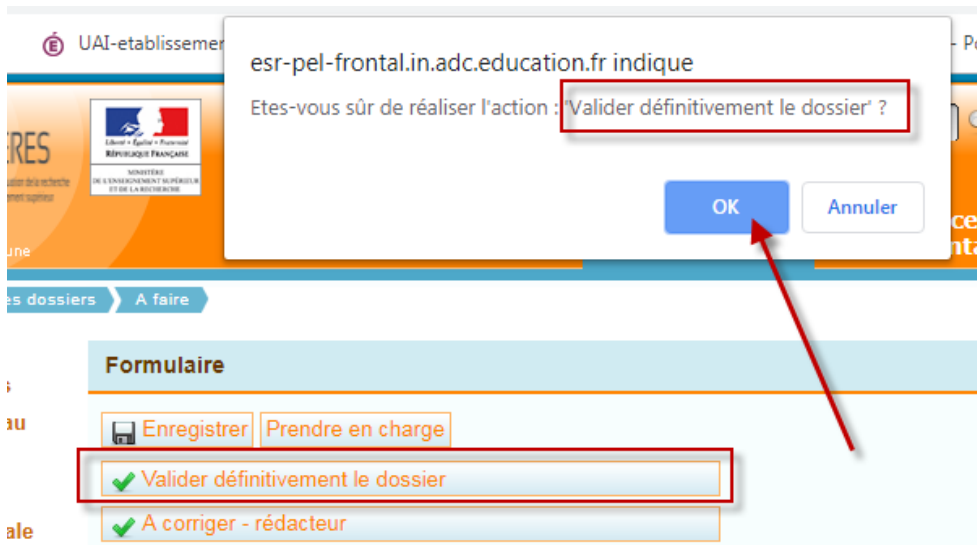 UAI-etablissemer
esr-pel-frontal.in.adc.education.fr indique
Etes-vous sûr de réaliser l'action : 'Valider définitivement le dossier' ?
OK
Annuler
Liberté • Égalité • Fraternité
RÉPUBLIQUE FRANÇAISE
MINISTÈRE
DE L'ENSEIGNEMENT SUPÉRIEUR
ET DE LA RECHERCHE
es dossiers
A faire
Formulaire
au
Enregistrer
Prendre en charge
Valider définitivement le dossier
A corriger - rédacteur
ale